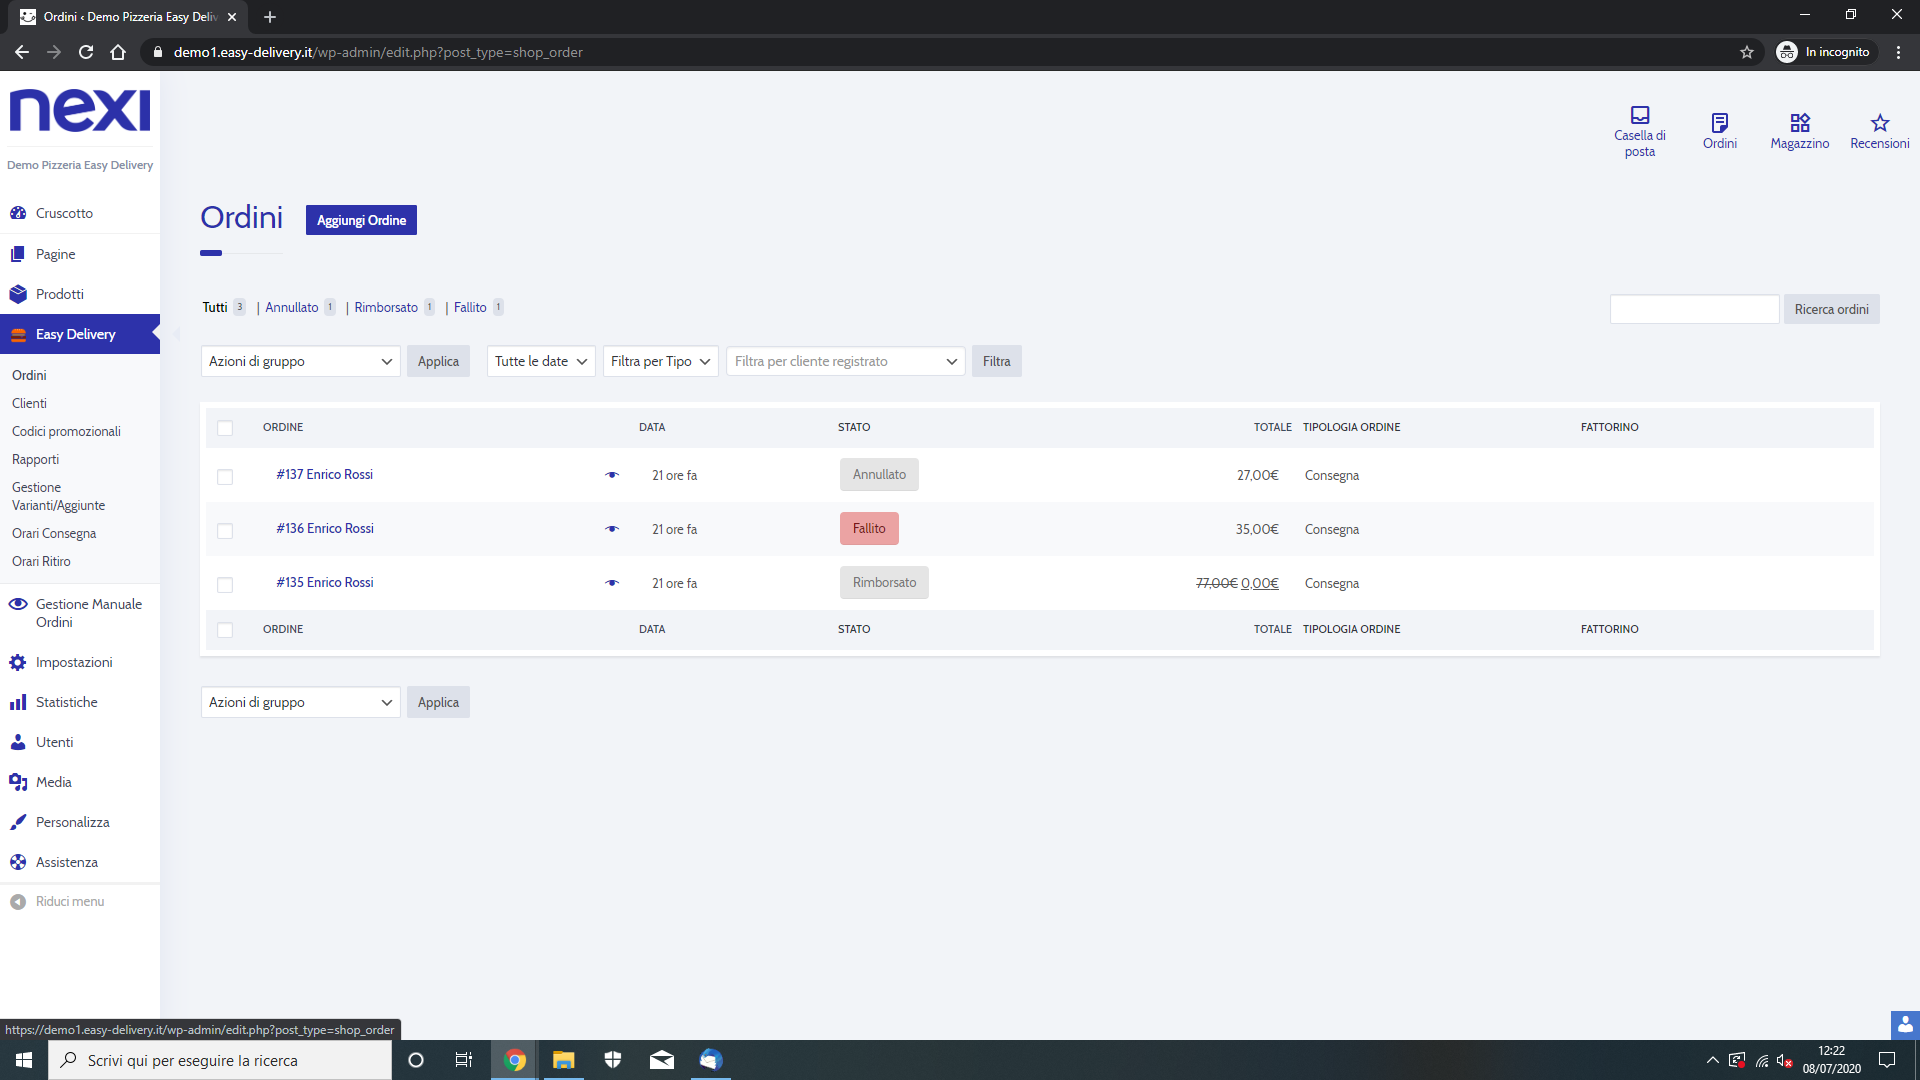 Ordini ‹ Demo Pizzeria Easy Deliv
demo1.easy-delivery.it/wp-admin/edit.php?post_type=shop_order
In incognito
nexi
Demo Pizzeria Easy Delivery
Cruscotto
Pagine
Prodotti
Easy Delivery
Ordini
Clienti
Codici promozionali
Rapporti
Gestione
Varianti/Aggiunte
Orari Consegna
Orari Ritiro
Gestione Manuale
Ordini
Impostazioni
Statistiche
Utenti
Media
Personalizza
Assistenza
Riduci menu
Casella di
posta
Ordini
Magazzino
Recensioni
Ordini
Aggiungi Ordine
Tutti 3 | Annullato 1 | Rimborsato 1 | Fallito 1
Ricerca ordini
Azioni di gruppo Applica Tutte le date Filtra per Tipo Filtra per cliente registrato Filtra
ORDINE DATA STATO TOTALE TIPOLOGIA ORDINE FATTORINO
#137 Enrico Rossi 21 ore fa Annullato 27,00€ Consegna
#136 Enrico Rossi 21 ore fa Fallito 35,00€ Consegna
#135 Enrico Rossi 21 ore fa Rimborsato 77,00€ 0,00€ Consegna
ORDINE DATA STATO TOTALE TIPOLOGIA ORDINE FATTORINO
Azioni di gruppo Applica
https://demo1.easy-delivery.it/wp-admin/edit.php?post_type=shop_order
Scrivi qui per eseguire la ricerca
12:22
08/07/2020